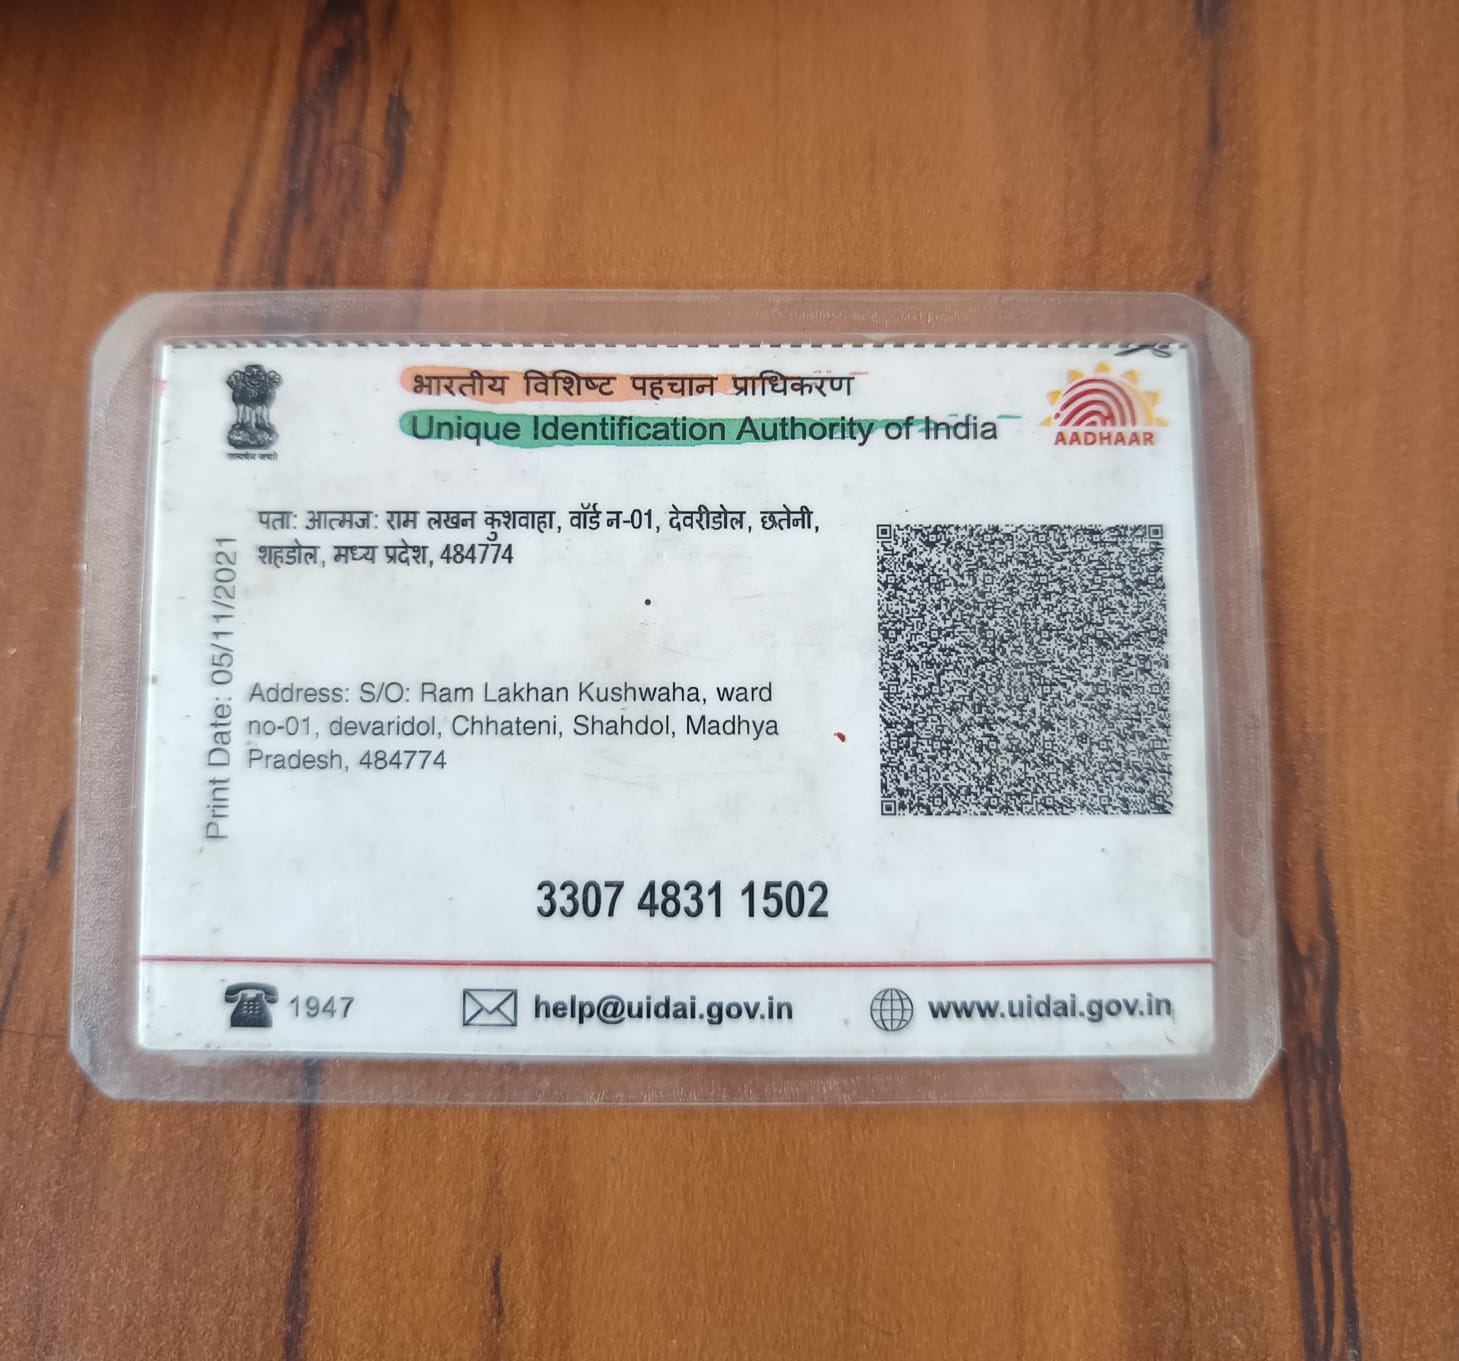 भारतीय विशिष्ट पहचान प्राधिकरण
Unique Identification Authority of India
AADHAAR
पता: आत्मज: राम लखन कुशवाहा, वॉर्ड न-01, देवरीडोल, छतेनी,
शहडोल, मध्य प्रदेश, 484774
Print Date: 05/11/2021
Address: S/O: Ram Lakhan Kushwaha, ward
no-01, devaridol, Chhateni, Shahdol, Madhya
Pradesh, 484774
3307 4831 1502
1947
help@uidai.gov.in
www.uidai.gov.in